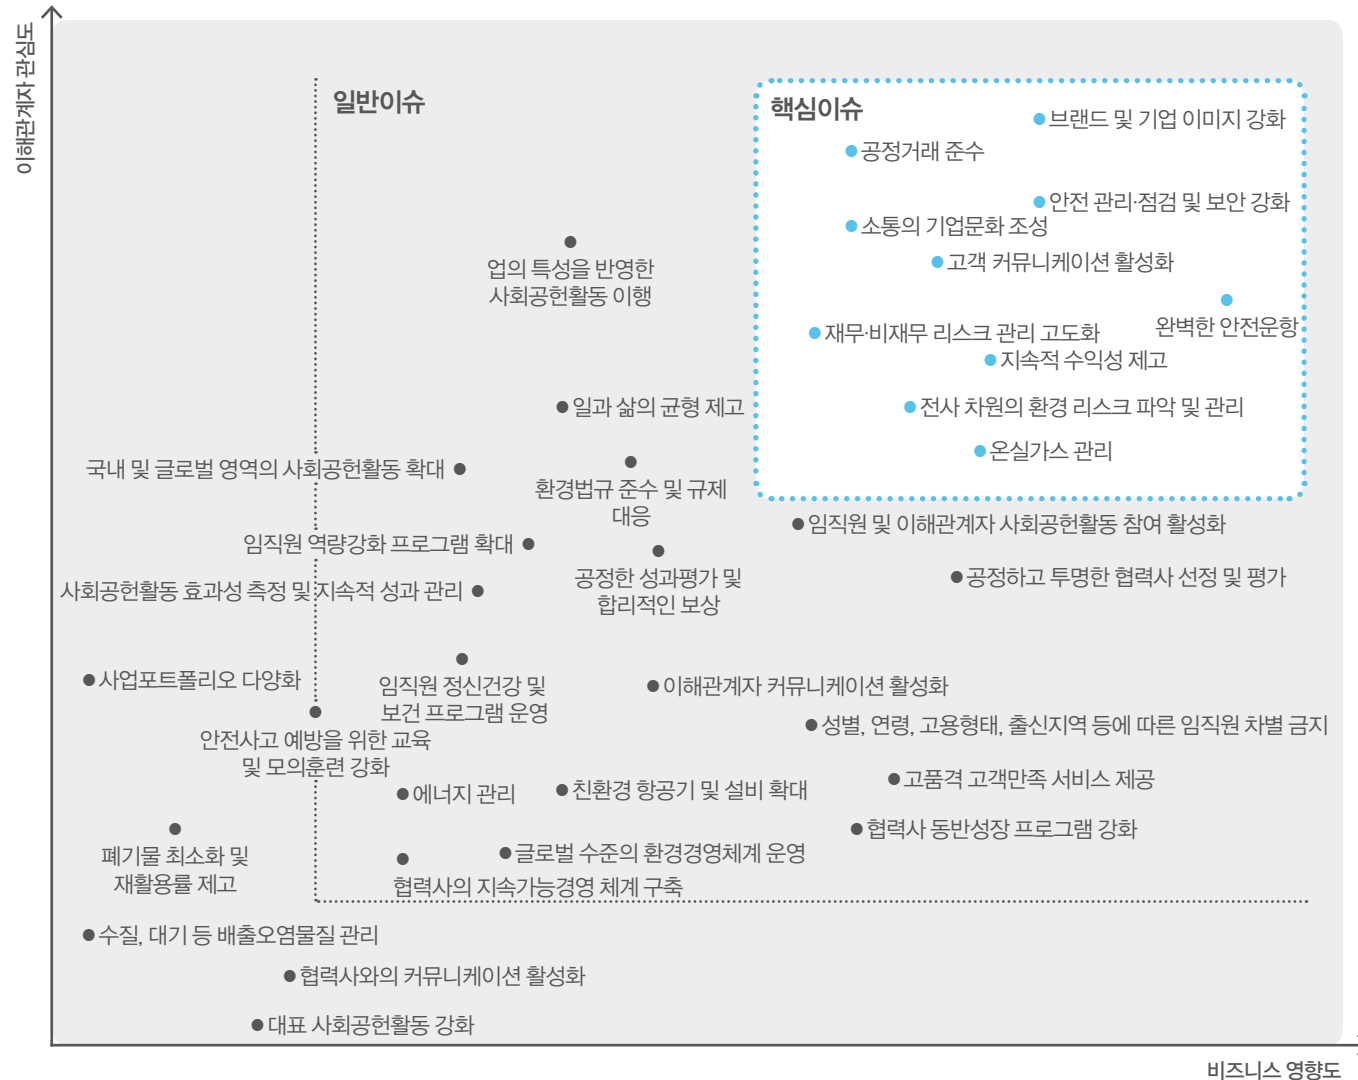 이해관계자 관심도
일반이슈
핵심이슈
브랜드 및 기업 이미지 강화
공정거래 준수
안전 관리·점검 및 보안 강화
소통의 기업문화 조성
업의 특성을 반영한
사회공헌활동 이행
고객 커뮤니케이션 활성화
완벽한 안전운항
재무·비재무 리스크 관리 고도화
지속적 수익성 제고
일과 삶의 균형 제고
전사 차원의 환경 리스크 파악 및 관리
온실가스 관리
국내 및 글로벌 영역의 사회공헌활동 확대
환경법규 준수 및 규제
대응
임직원 및 이해관계자 사회공헌활동 참여 활성화
임직원 역량강화 프로그램 확대
공정한 성과평가 및
합리적인 보상
공정하고 투명한 협력사 선정 및 평가
사회공헌활동 효과성 측정 및 지속적 성과 관리
사업포트폴리오 다양화
임직원 정신건강 및
보건 프로그램 운영
이해관계자 커뮤니케이션 활성화
성별, 연령, 고용형태, 출신지역 등에 따른 임직원 차별 금지
안전사고 예방을 위한 교육
및 모의훈련 강화
에너지 관리
친환경 항공기 및 설비 확대
고품격 고객만족 서비스 제공
협력사 동반성장 프로그램 강화
폐기물 최소화 및
재활용률 제고
글로벌 수준의 환경경영체계 운영
협력사의 지속가능경영 체계 구축
수질, 대기 등 배출오염물질 관리
협력사와의 커뮤니케이션 활성화
대표 사회공헌활동 강화
비즈니스 영향도